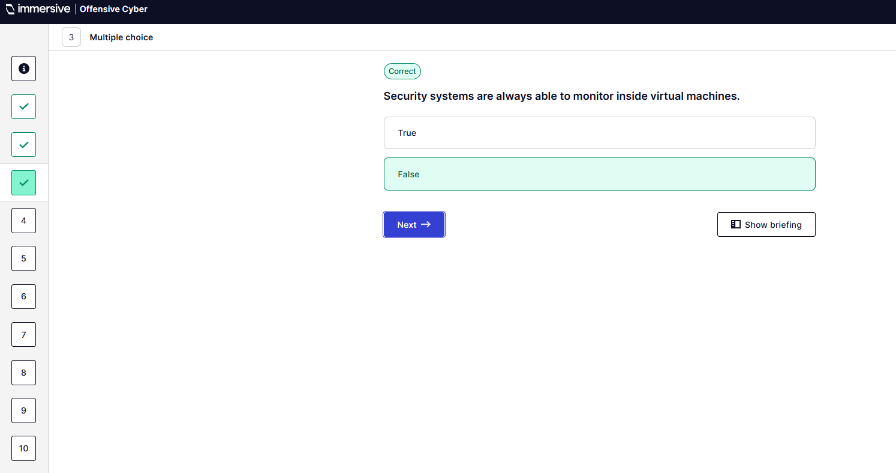 immersive | Offensive Cyber
3 Multiple choice
Correct
Security systems are always able to monitor inside virtual machines.
True
False
Next →
Show briefing
4
5
6
7
8
9
10